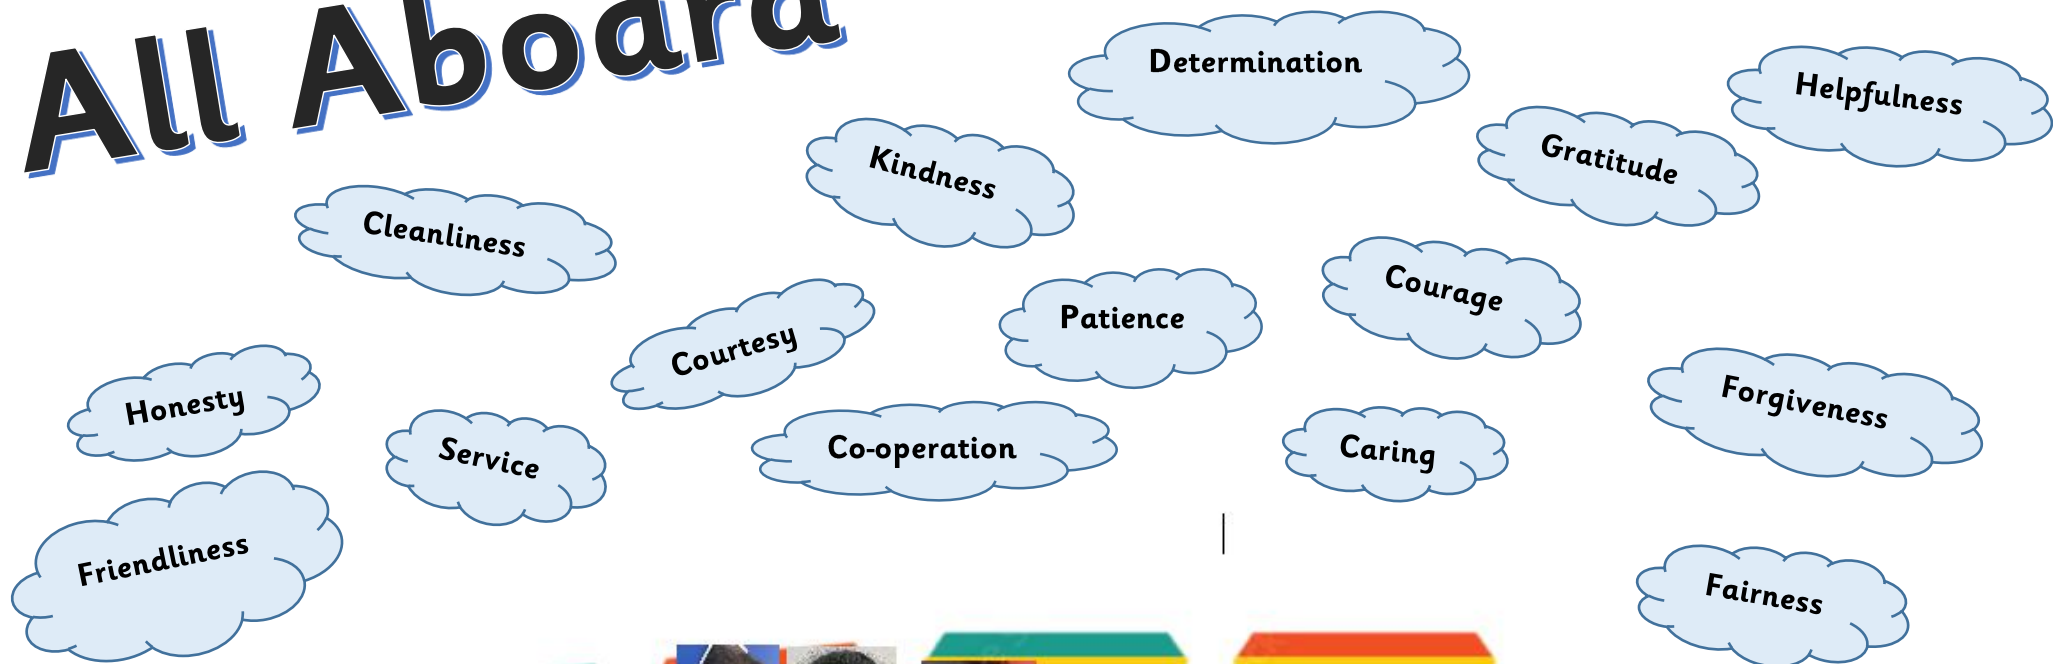 All Aboard
Determination
Helpfulness
Kindness
Gratitude
Cleanliness
Courage
Courtesy
Patience
Honesty
Forgiveness
Service
Co-operation
Caring
Friendliness
Fairness